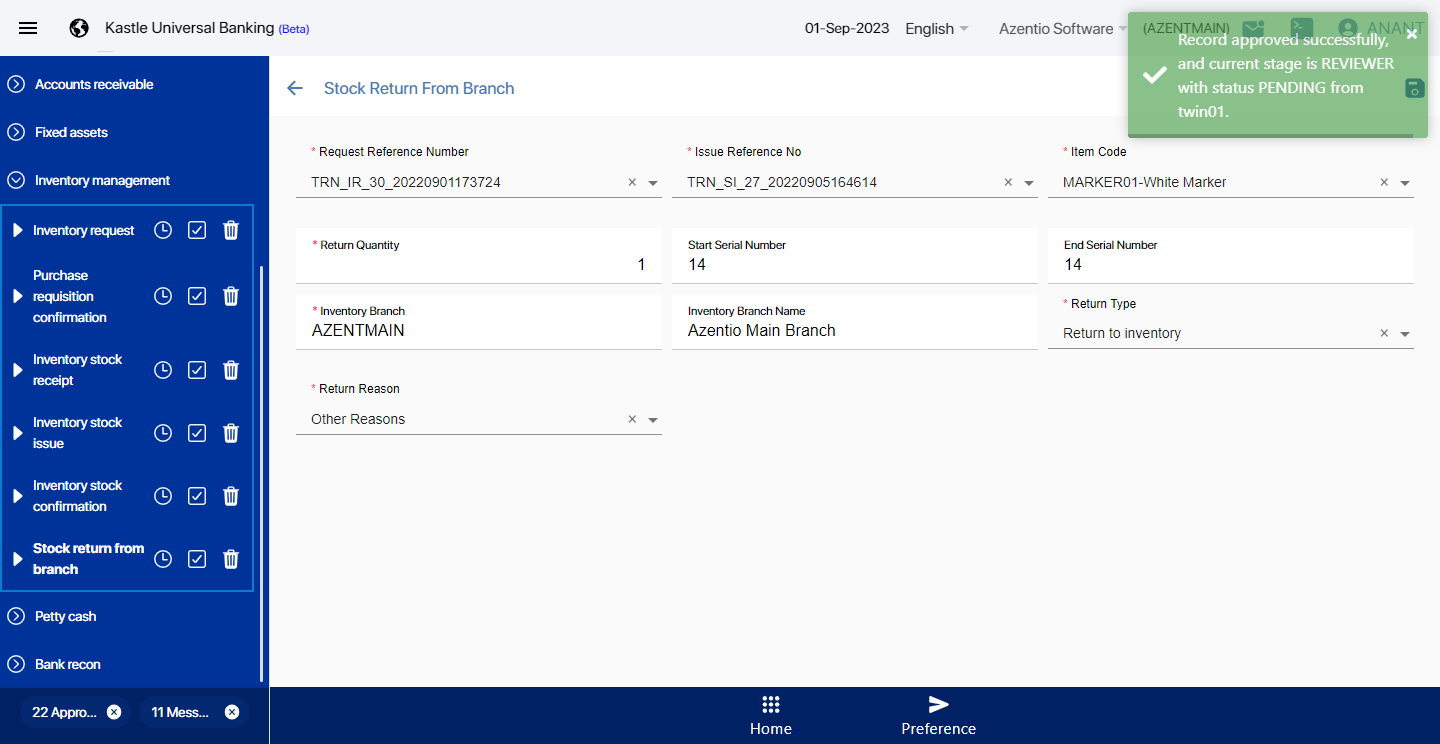 Kastle Universal Banking (Beta)
01-Sep-2023
English
Azentio Software
(AZENTMAIN)
ANANT
Record approved successfully,
and current stage is REVIEWER
with status PENDING from
twin01.
Accounts receivable
Fixed assets
Inventory management
Inventory request
Purchase
requisition
confirmation
Inventory stock
receipt
Inventory stock
issue
Inventory stock
confirmation
Stock return from
branch
Petty cash
Bank recon
22 Appro...
11 Mess...
Stock Return From Branch
* Request Reference Number
TRN_IR_30_20220901173724
* Issue Reference No
TRN_SI_27_20220905164614
* Item Code
MARKER01-White Marker
* Return Quantity
1
Start Serial Number
14
End Serial Number
14
* Inventory Branch
AZENTMAIN
Inventory Branch Name
Azentio Main Branch
* Return Type
Return to inventory
* Return Reason
Other Reasons
Home
Preference